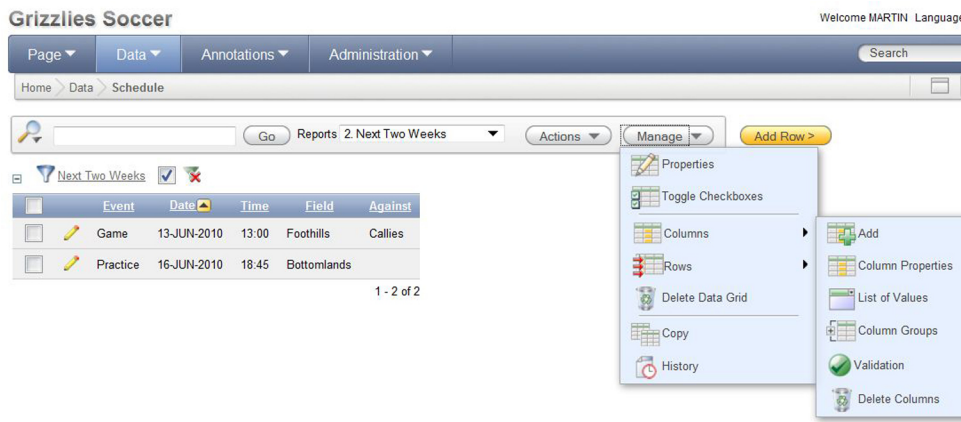 Grizzlies Soccer
Welcome MARTIN Language
Page Data Annotations Administration Search
Home Data Schedule
Go Reports 2. Next Two Weeks Actions Manage Add Row >
Next Two Weeks
Event Date Time Field Against
Game 13-JUN-2010 13:00 Foothills Callies
Practice 16-JUN-2010 18:45 Bottomlands
1 - 2 of 2
Properties
Toggle Checkboxes
Columns
Rows
Delete Data Grid
Copy
History
Add
Column Properties
List of Values
Column Groups
Validation
Delete Columns